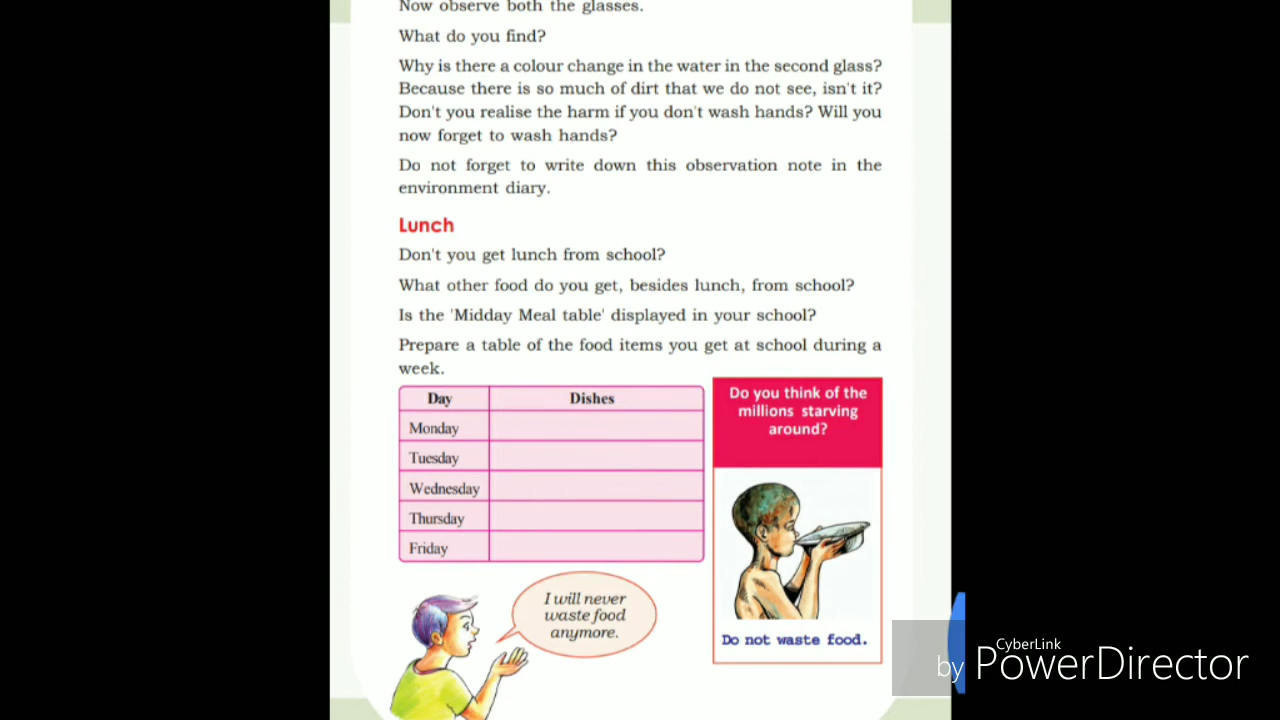 Now observe both the glasses.
What do you find?
Why is there a colour change in the water in the second glass?
Because there is so much of dirt that we do not see, isn't it?
Don't you realise the harm if you don't wash hands? Will you
now forget to wash hands?
Do not forget to write down this observation note in the
environment diary.
Lunch
Don't you get lunch from school?
What other food do you get, besides lunch, from school?
Is the 'Midday Meal table' displayed in your school?
Prepare a table of the food items you get at school during a
week.
Day Dishes
Monday
Tuesday
Wednesday
Thursday
Friday
Do you think of the
millions starving
around?
Do not waste food.
I will never
waste food
anymore.
by CyberLink
PowerDirector